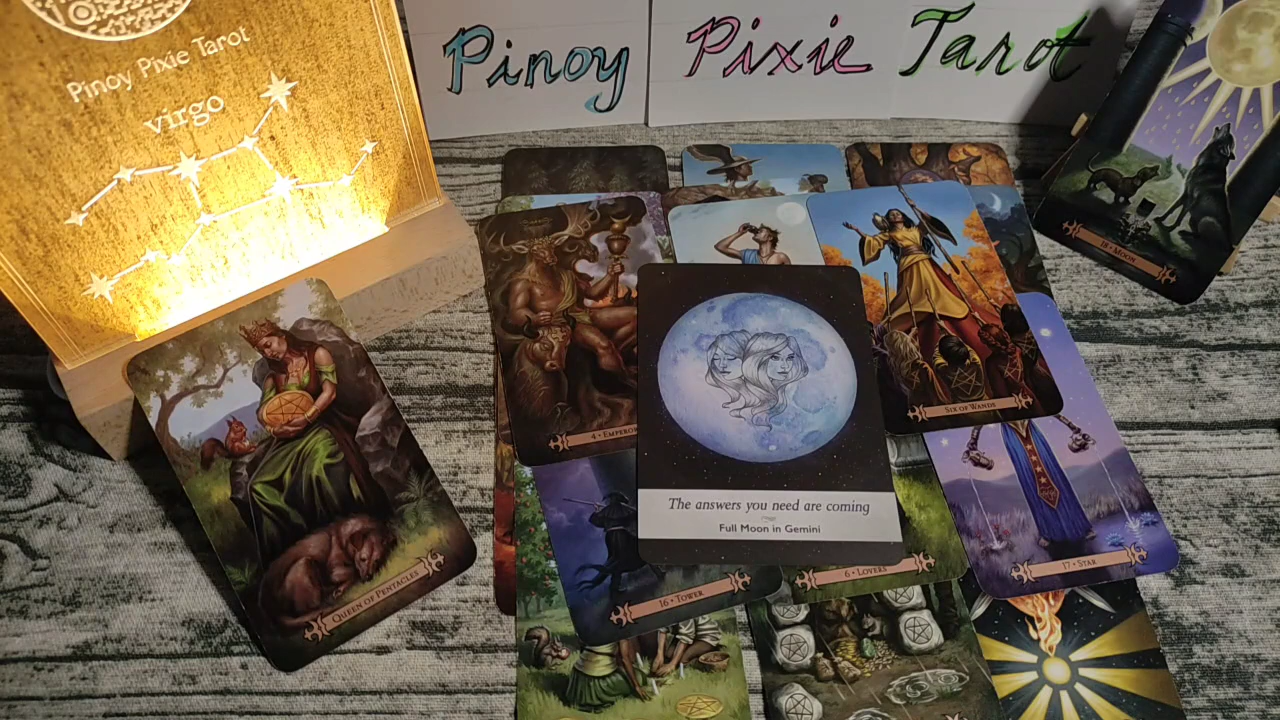 Pinoy Pixie Tarot
virgo
Pinoy Pixie Tarot
18 • MOON
4 • EMPEROR
SIX OF WANDS
The answers you need are coming
Full Moon in Gemini
QUEEN OF PENTACLES
16 • TOWER
6 • LOVERS
17 • STAR